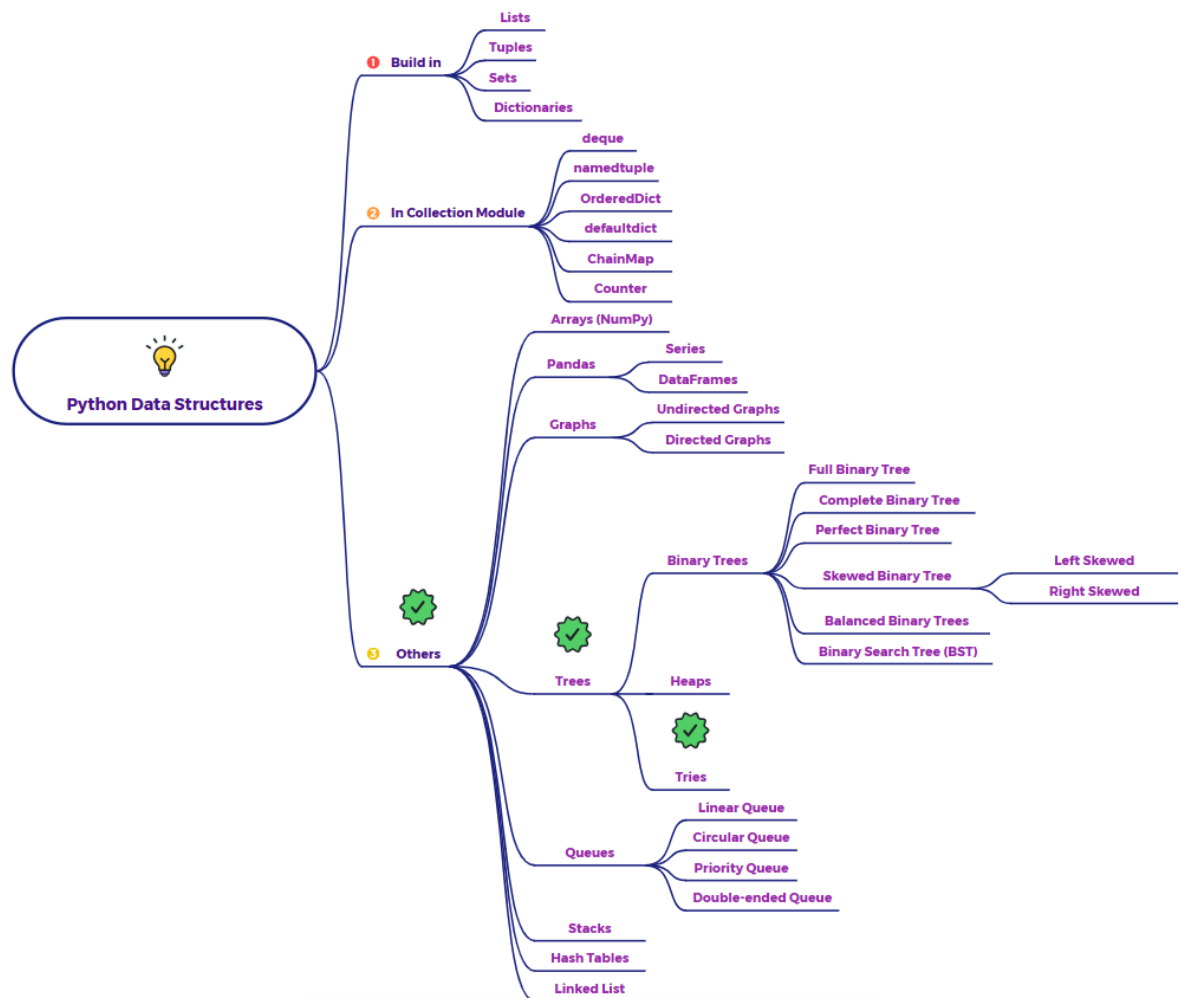 Python Data Structures
1 Build in
Lists
Tuples
Sets
Dictionaries
2 In Collection Module
deque
namedtuple
OrderedDict
defaultdict
ChainMap
Counter
3 Others
Arrays (NumPy)
Pandas
Series
DataFrames
Graphs
Undirected Graphs
Directed Graphs
Trees
Binary Trees
Full Binary Tree
Complete Binary Tree
Perfect Binary Tree
Skewed Binary Tree
Left Skewed
Right Skewed
Balanced Binary Trees
Binary Search Tree (BST)
Heaps
Tries
Queues
Linear Queue
Circular Queue
Priority Queue
Double-ended Queue
Stacks
Hash Tables
Linked List